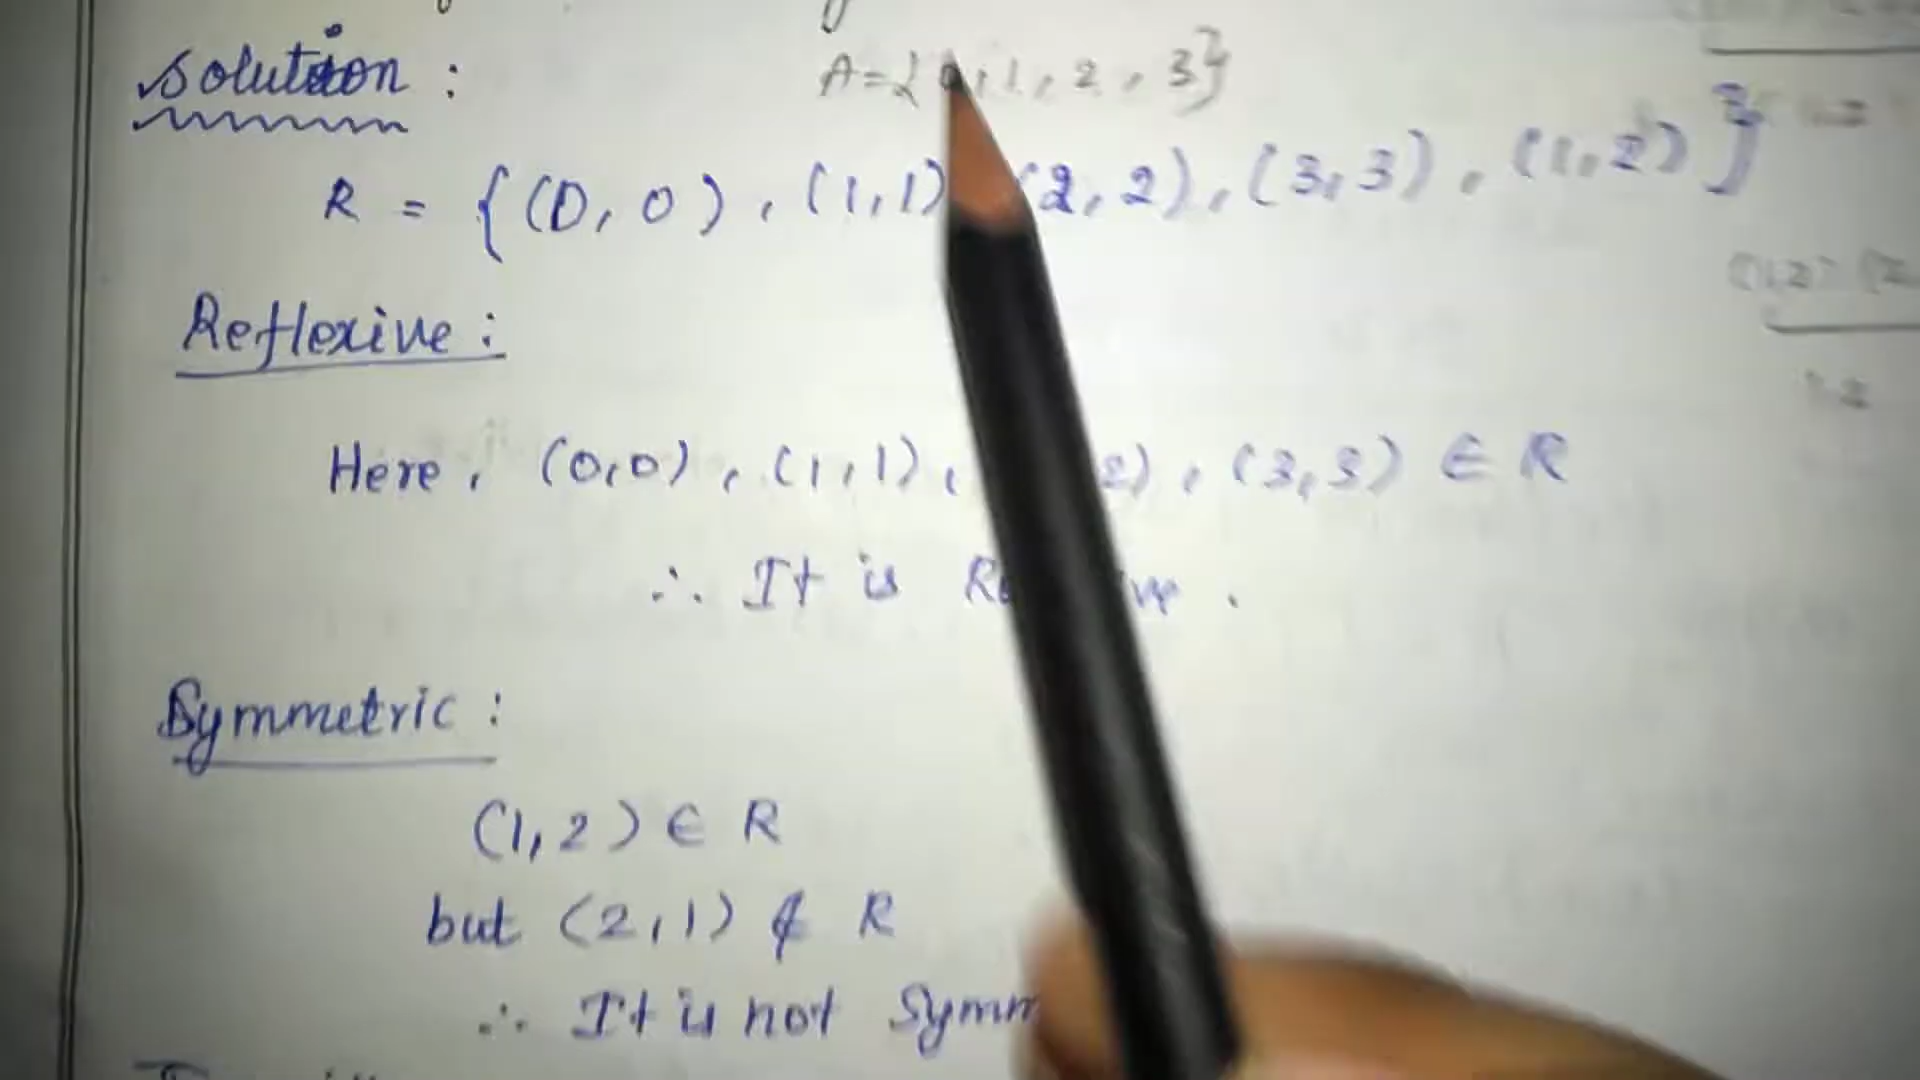 Solution :
A={0,1,2,3}
R = {(0,0), (1,1) (2,2), (3,3), (1,2)}
Reflexive :
Here, (0,0), (1,1), 2), (3,3) ∈ R
∴ It is
Symmetric :
(1,2) ∈ R
but (2,1) ∉ R
∴ It is not